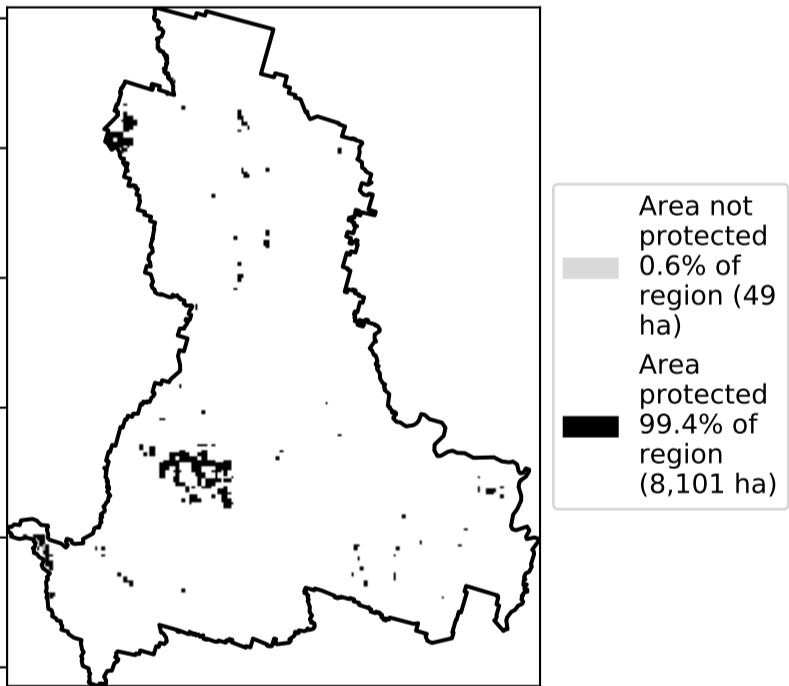 Area not
protected
0.6% of
region (49
ha)
Area
protected
99.4% of
region
(8,101 ha)